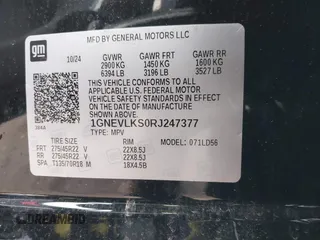 MFD BY GENERAL MOTORS LLC
gm
10/24
GVWR GAWR FRT GAWR RR
2900 KG 1450 KG 1600 KG
6394 LB 3196 LB 3527 LB
THIS VEHICLE CONFORMS TO ALL
APPLICABLE U.S. FEDERAL MOTOR
VEHICLE SAFETY STANDARDS IN EFFECT ON
THE DATE OF MANUFACTURE SHOWN ABOVE.
1GNEVLKS0RJ247377
TYPE: MPV
TIRE SIZE RIM MODEL: 071LD56
FRT 275/45R22 V 22X8.5J
RR 275/45R22 V 22X8.5J
SPA T135/70R18 M 18X4.5B
DREAMBID